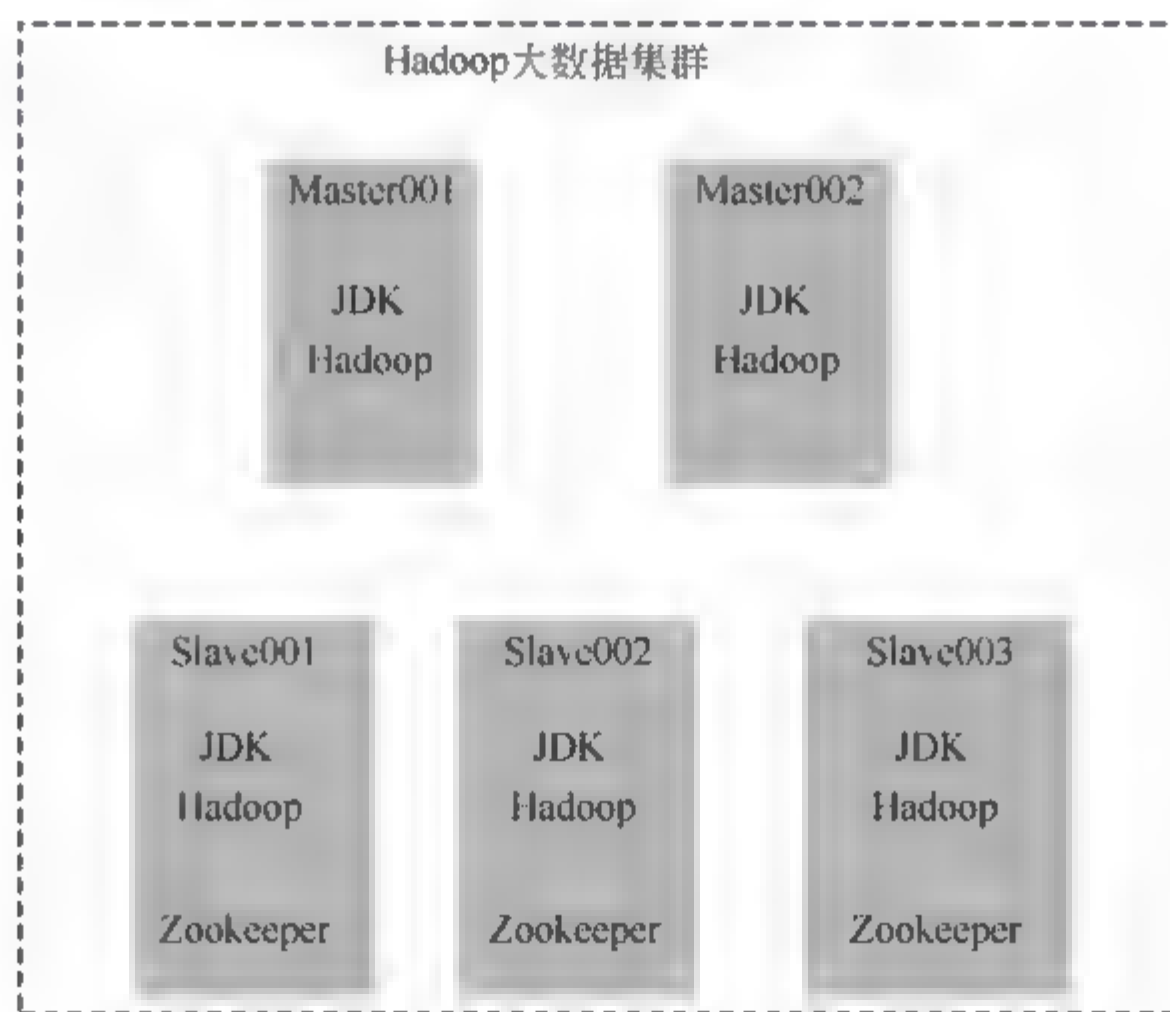 Hadoop大数据集群
Master001
Master002
JDK
JDK
Hadoop
Hadoop
Slave001
Slave002
Slave003
JDK
JDK
JDK
Hadoop
Hadoop
Hadoop
Zookeeper
Zookeeper
Zookeeper